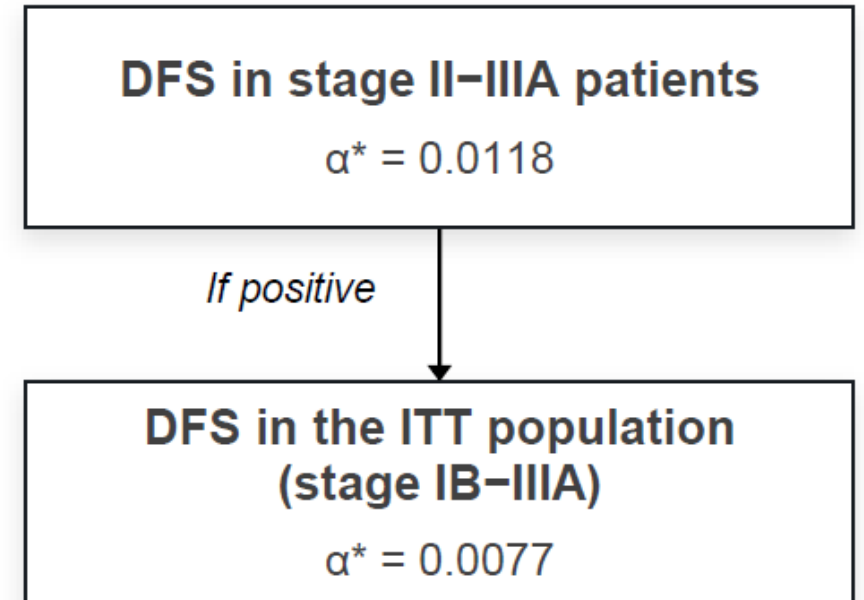 DFS in stage II−IIIA patients
α* = 0.0118
If positive
DFS in the ITT population
(stage IB−IIIA)
α* = 0.0077